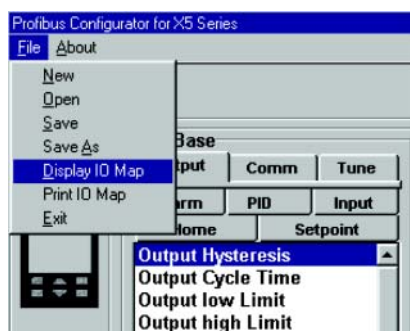 Profibus Configurator for X5 Series
File About
New
Open
Save
Save As
Display IO Map
Print IO Map
Exit
Base
tput Comm Tune
rm PID Input
Home Setpoint
Output Hysteresis
Output Cycle Time
Output low Limit
Output high Limit